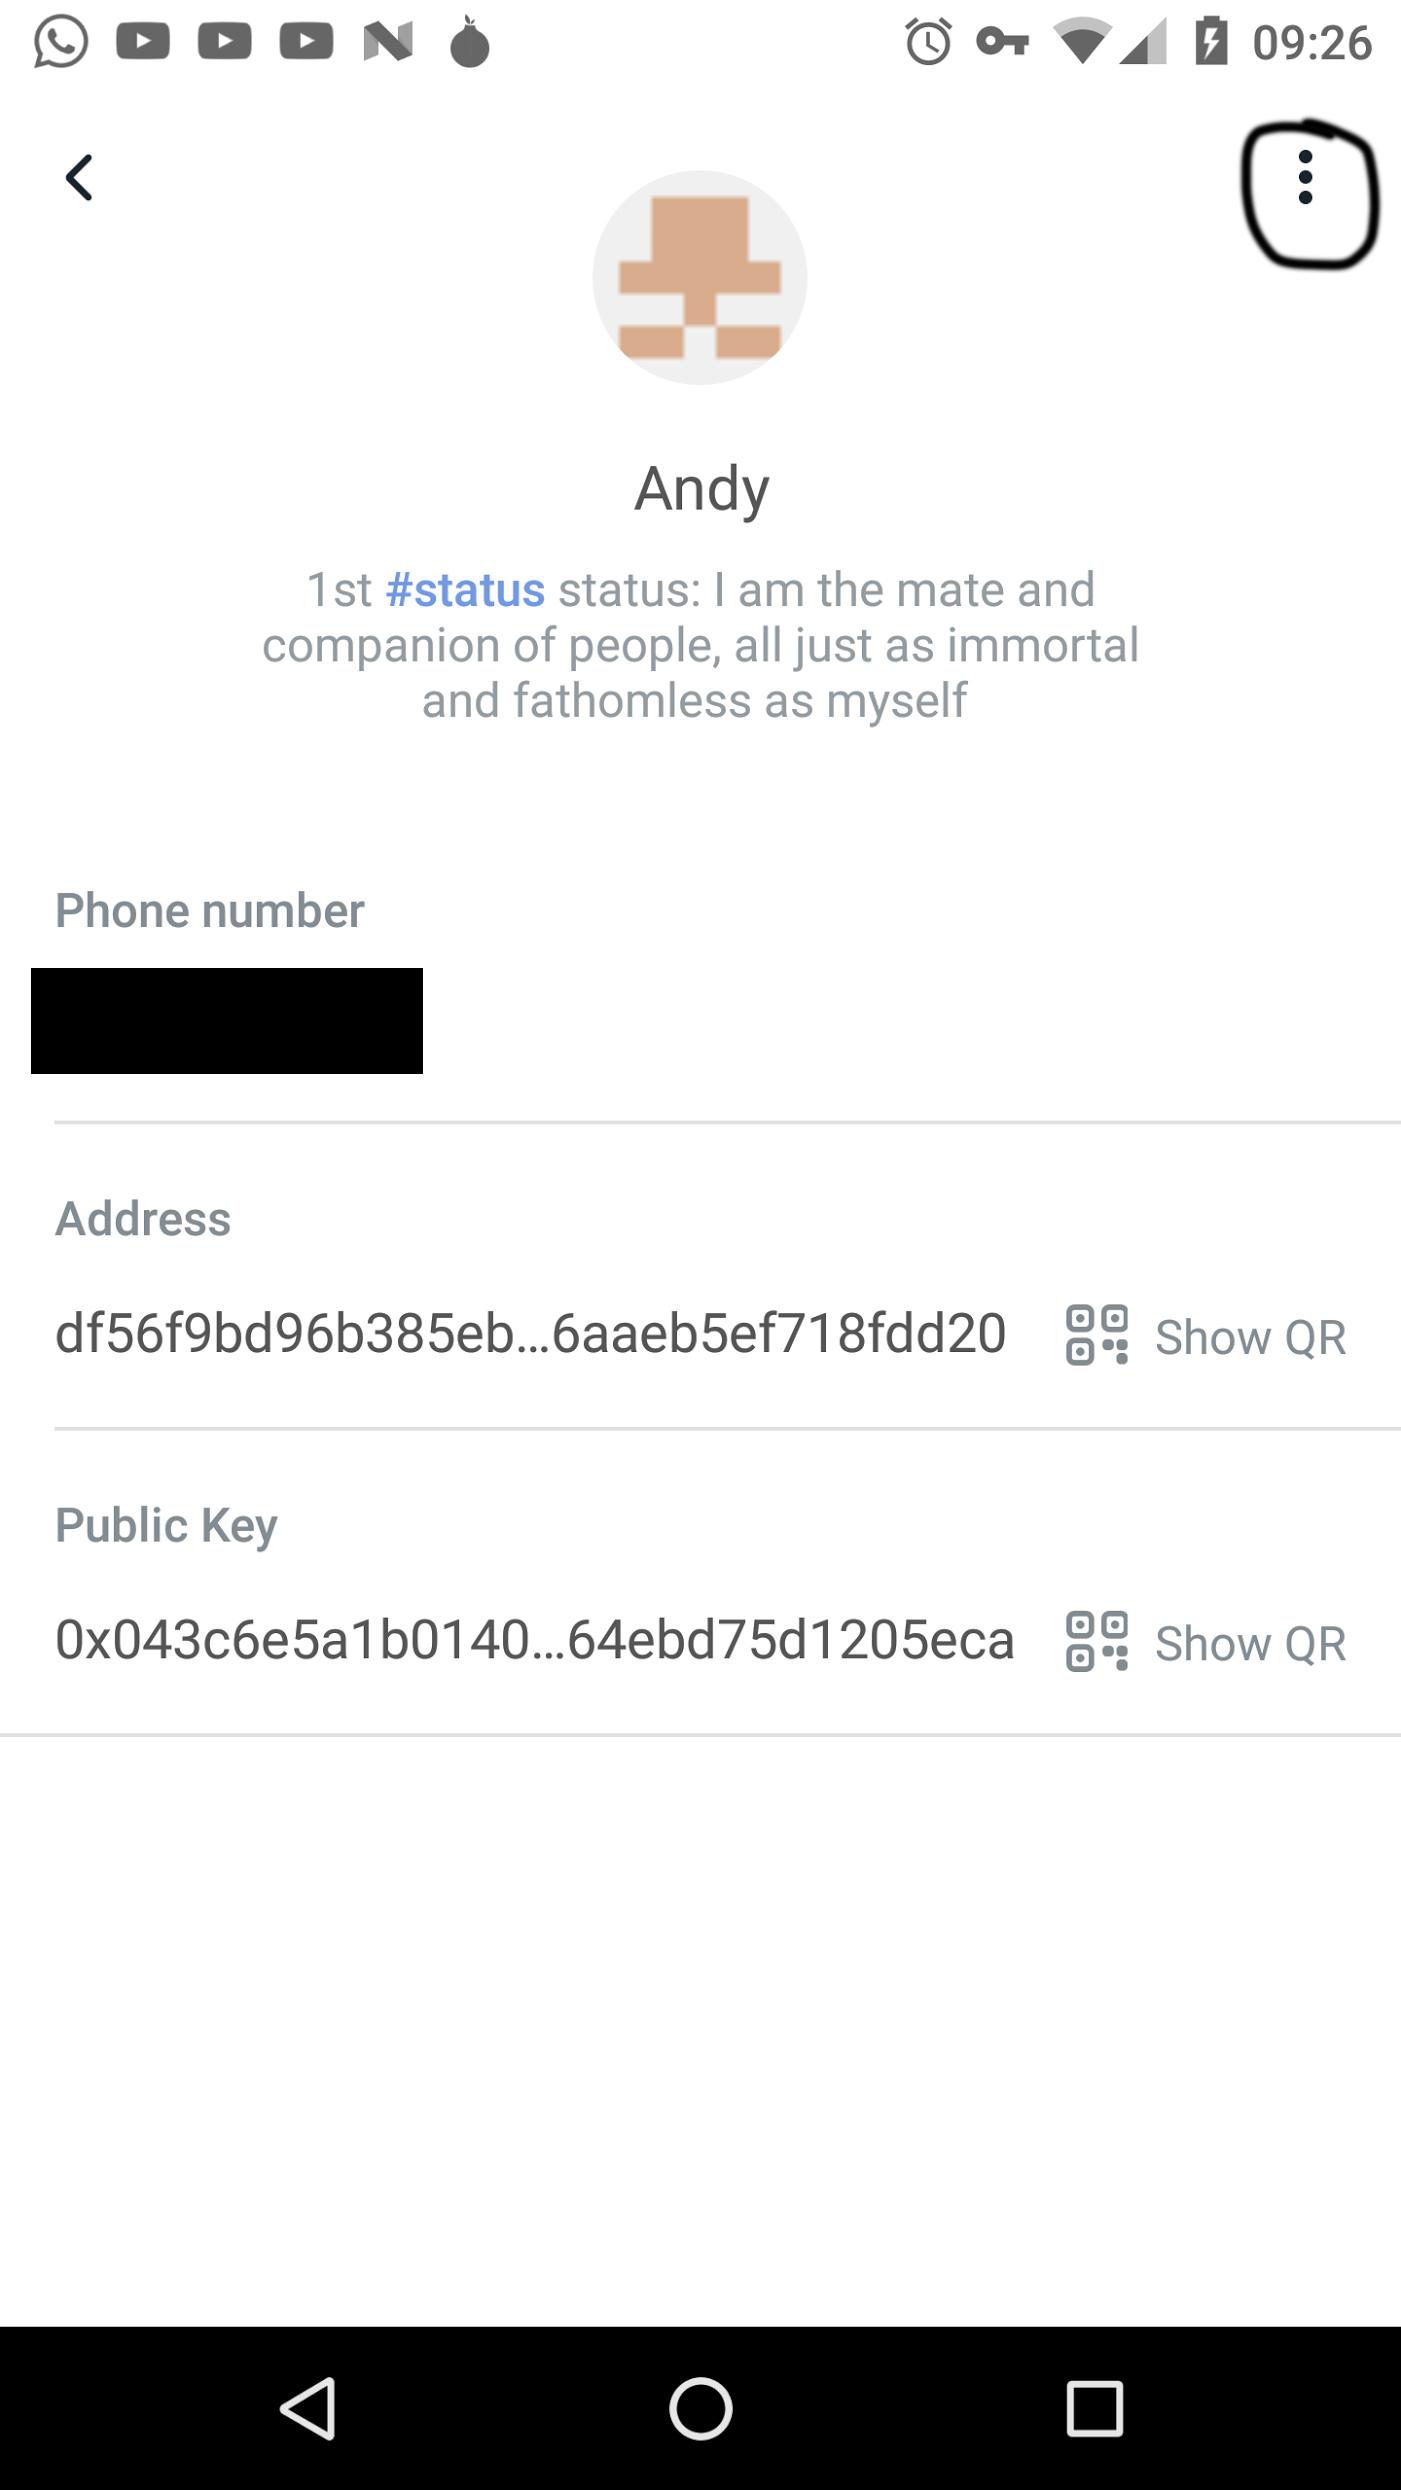 09:26
Andy
1st #status status: I am the mate and
companion of people, all just as immortal
and fathomless as myself
Phone number
Address
df56f9bd96b385eb...6aaeb5ef718fdd20
Show QR
Public Key
0x043c6e5a1b0140...64ebd75d1205eca
Show QR